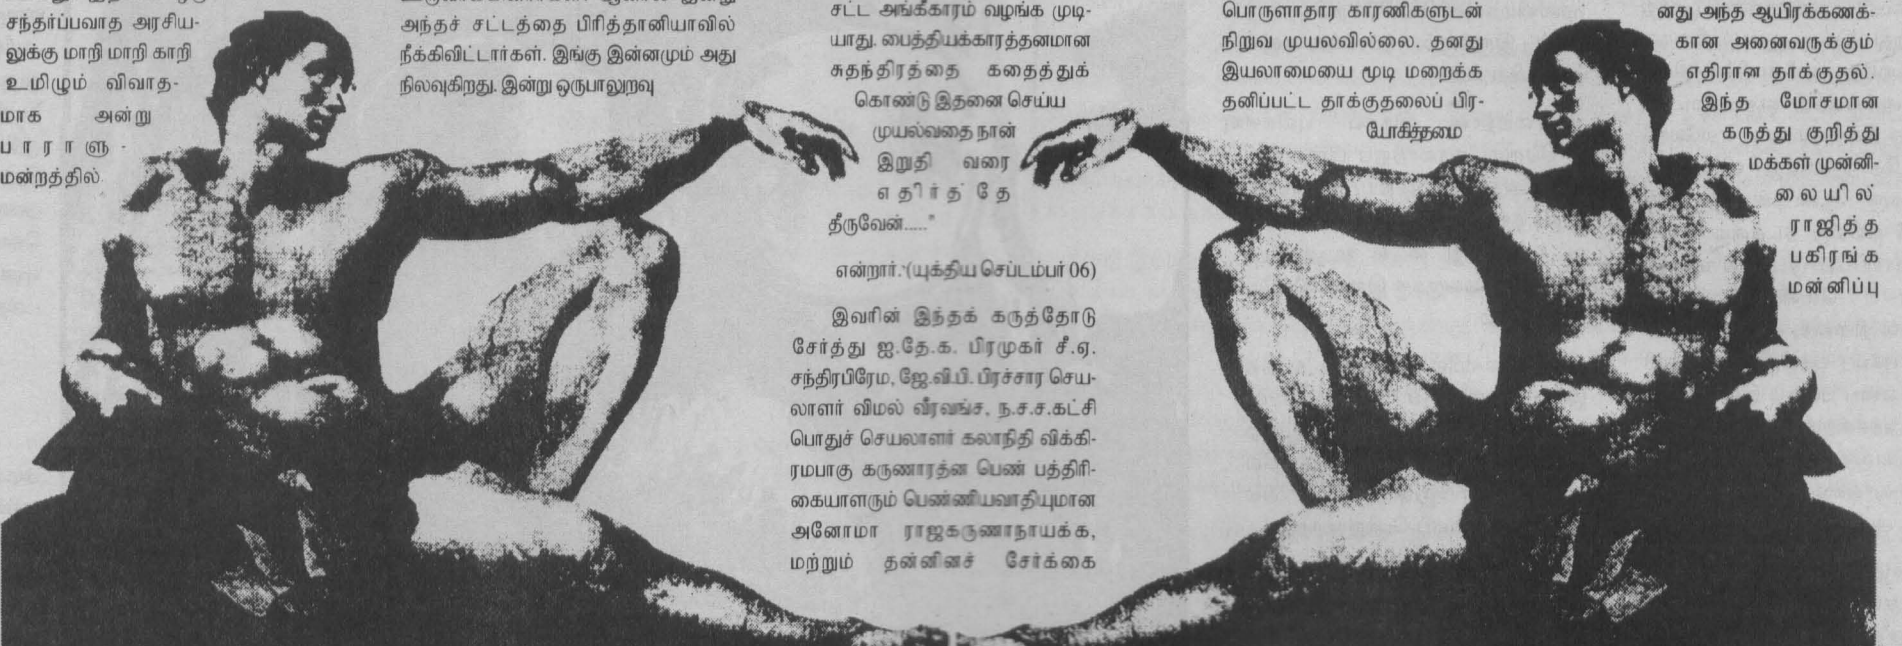 சந்தர்ப்பவாத அரசிய-
லுக்கு மாறி மாறி காறி
உமிழும் விவாத-
மாக அன்று
பாராளு-
மன்றத்தில்
அந்தச் சட்டத்தை பிரித்தானியாவில்
நீக்கிவிட்டார்கள். இங்கு இன்னமும் அது
நிலவுகிறது. இன்று ஒருபாலுறவு
சட்ட அங்கீகாரம் வழங்க முடி-
யாது. பைத்தியக்காரத்தனமான
சுதந்திரத்தை கதைத்துக்
கொண்டு இதனை செய்ய
முயல்வதை நான்
இறுதி வரை
எதிர்த்தே
தீருவேன்....."
என்றார். (யுக்திய செப்டம்பர் 06)
இவரின் இந்தக் கருத்தோடு
சேர்த்து ஐ.தே.க. பிரமுகர் சீ.ஏ.
சந்திரபிரேம, ஜே.வி.பி. பிரச்சார செய-
லாளர் விமல் வீரவங்ச, ந.ச.ச.கட்சி
பொதுச் செயலாளர் கலாநிதி விக்கி-
ரமபாகு கருணாரத்ன பெண் பத்திரி-
கையாளரும் பெண்ணியவாதியுமான
அனோமா ராஜகருணாநாயக்க,
மற்றும் தன்னினச் சேர்க்கை
பொருளாதார காரணிகளுடன்
நிறுவ முயலவில்லை. தனது
இயலாமையை மூடி மறைக்க
தனிப்பட்ட தாக்குதலைப் பிர-
யோகித்தமை
னது அந்த ஆயிரக்கணக்-
கான அனைவருக்கும்
எதிரான தாக்குதல்.
இந்த மோசமான
கருத்து குறித்து
மக்கள் முன்னி-
லையில்
ராஜித்த
பகிரங்க
மன்னிப்பு